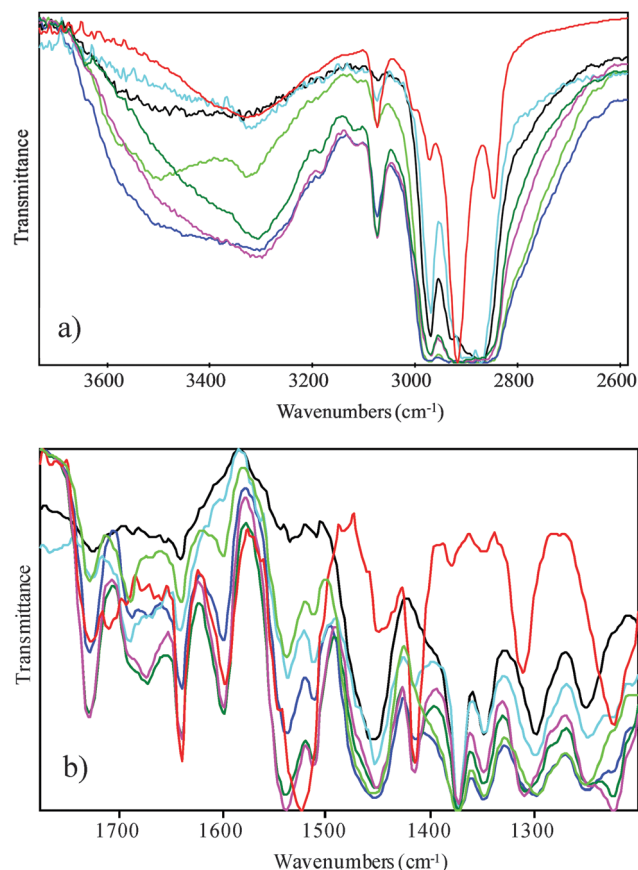 Transmittance
a)
3600 3400 3200 3000 2800 2600
Wavenumbers (cm-1)
Transmittance
b)
1700 1600 1500 1400 1300
Wavenumbers (cm-1)